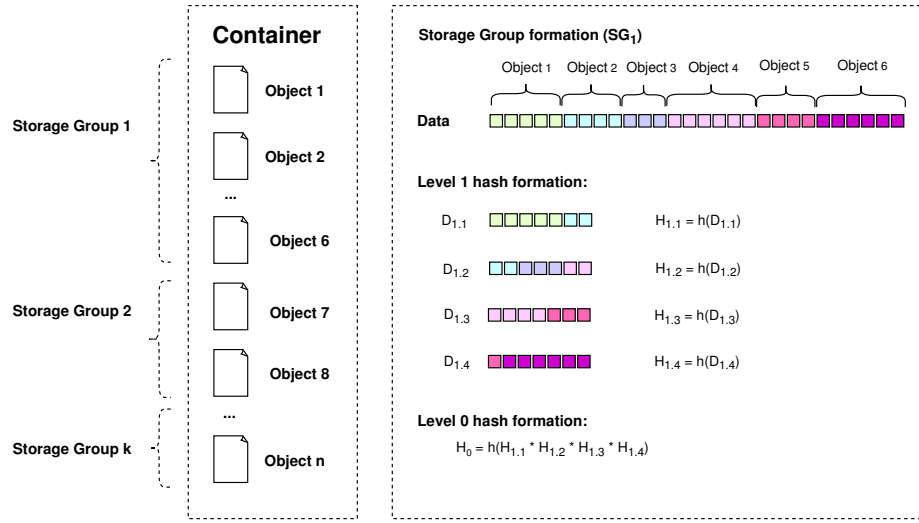 Container
Storage Group 1
Object 1
Object 2
...
Object 6
Storage Group 2
Object 7
Object 8
...
Storage Group k
Object n
Storage Group formation (SG₁)
Object 1 Object 2 Object 3 Object 4 Object 5 Object 6
Data
Level 1 hash formation:
D₁.₁ H₁.₁ = h(D₁.₁)
D₁.₂ H₁.₂ = h(D₁.₂)
D₁.₃ H₁.₃ = h(D₁.₃)
D₁.₄ H₁.₄ = h(D₁.₄)
Level 0 hash formation:
H₀ = h(H₁.₁ * H₁.₂ * H₁.₃ * H₁.₄)